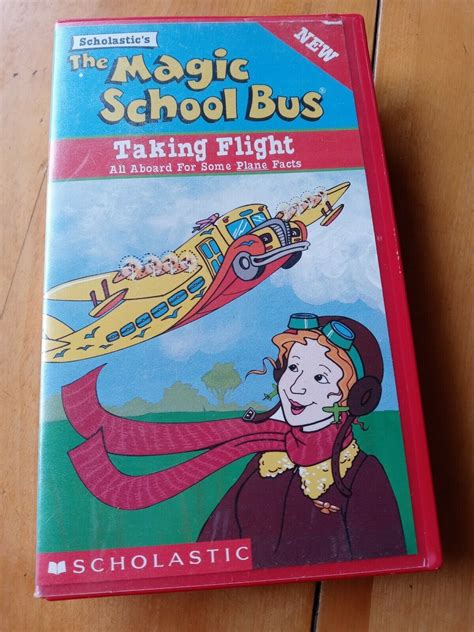 Scholastic's
NEW
The Magic
School Bus®
Taking Flight
All Aboard For Some Plane Facts
SCHOLASTIC